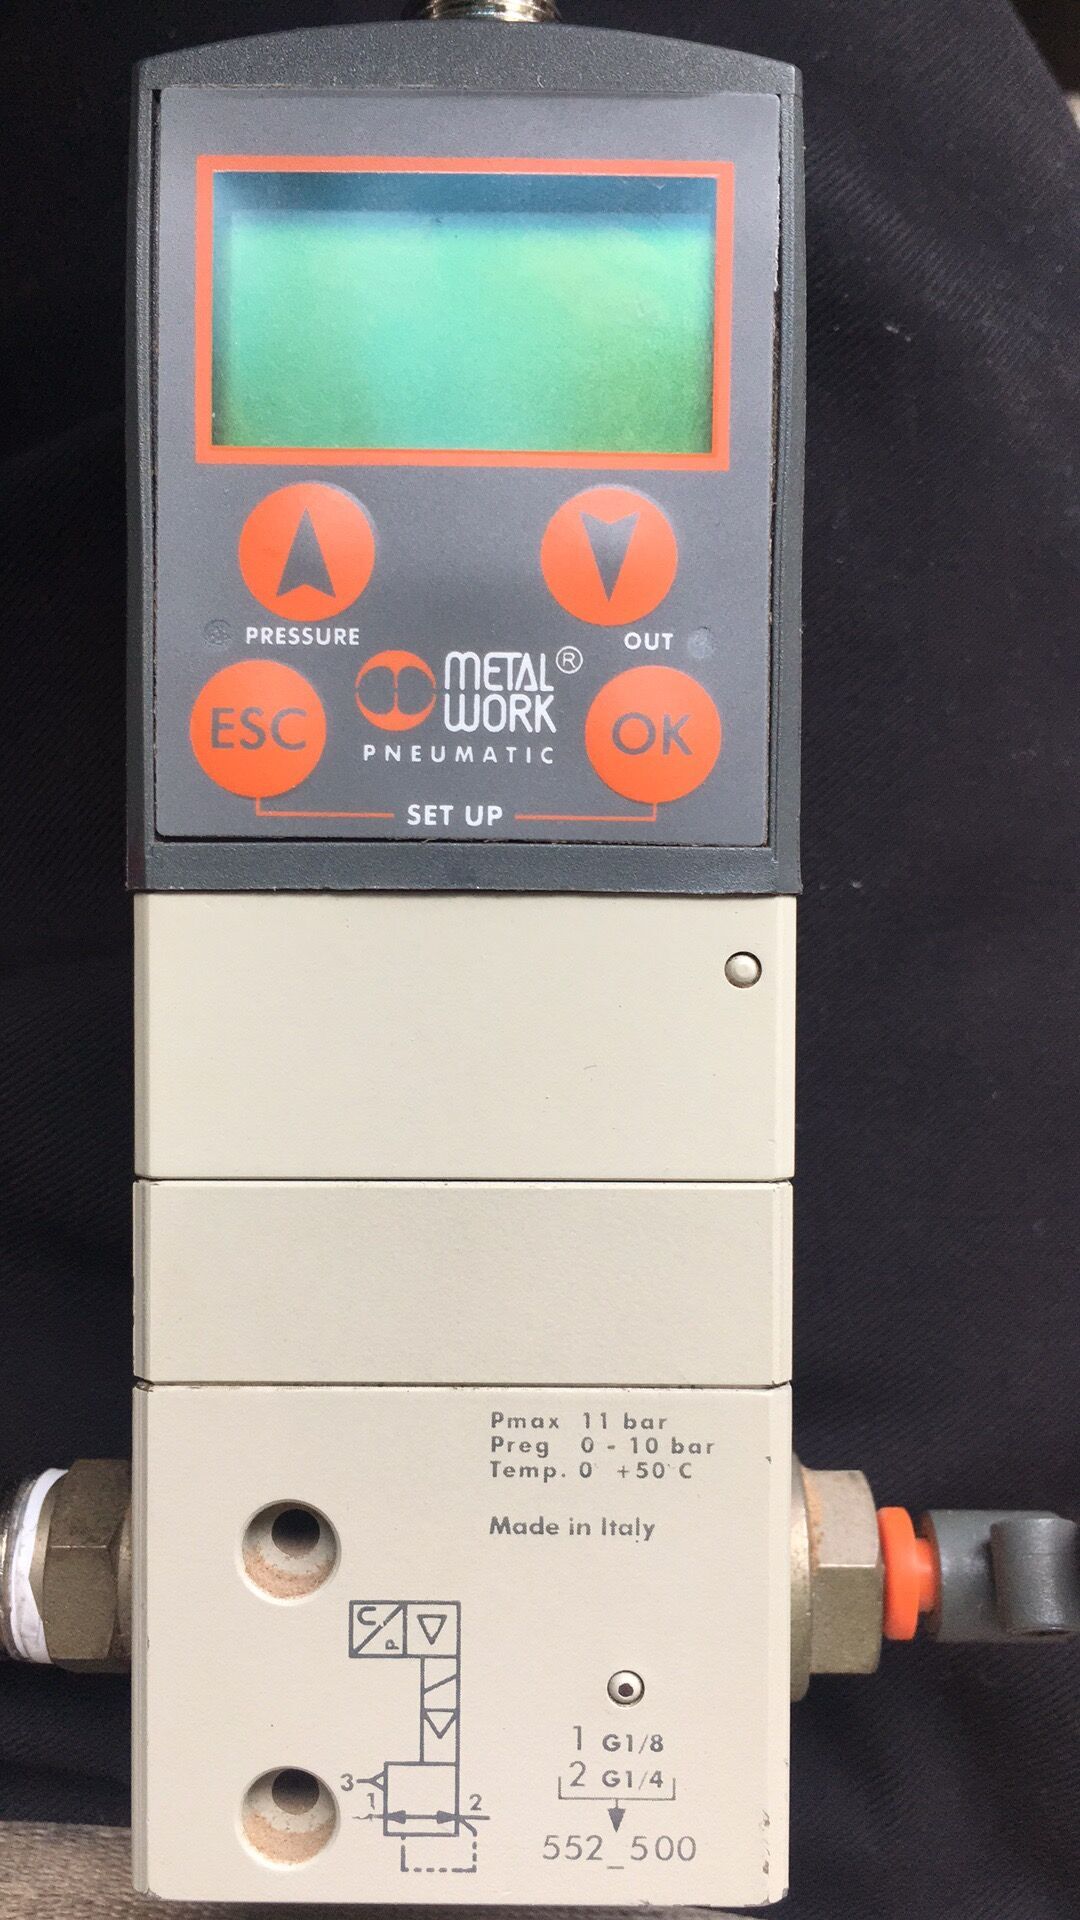 PRESSURE
OUT
METAL®
WORK
PNEUMATIC
ESC
OK
SET UP
Pmax 11 bar
Preg 0 - 10 bar
Temp. 0 +50°C
Made in Italy
U
P
3
1
2
1 G1/8
2 G1/4
552_500